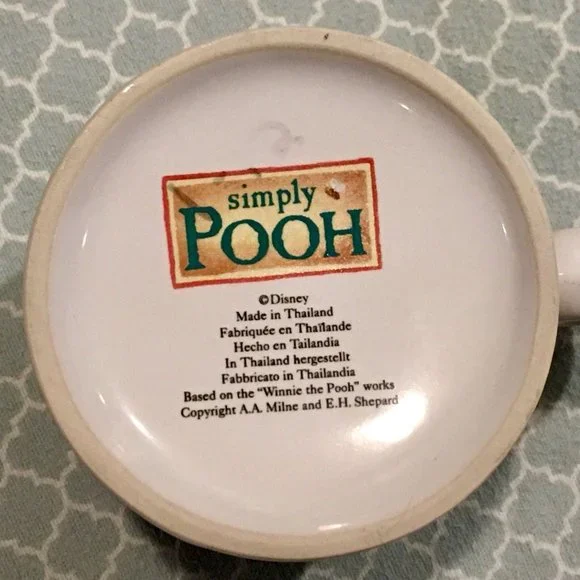 simply
POOH
©Disney
Made in Thailand
Fabriquée en Thaïlande
Hecho en Tailandia
In Thailand hergestellt
Fabbricato in Thailandia
Based on the "Winnie the Pooh" works
Copyright A.A. Milne and E.H. Shepard